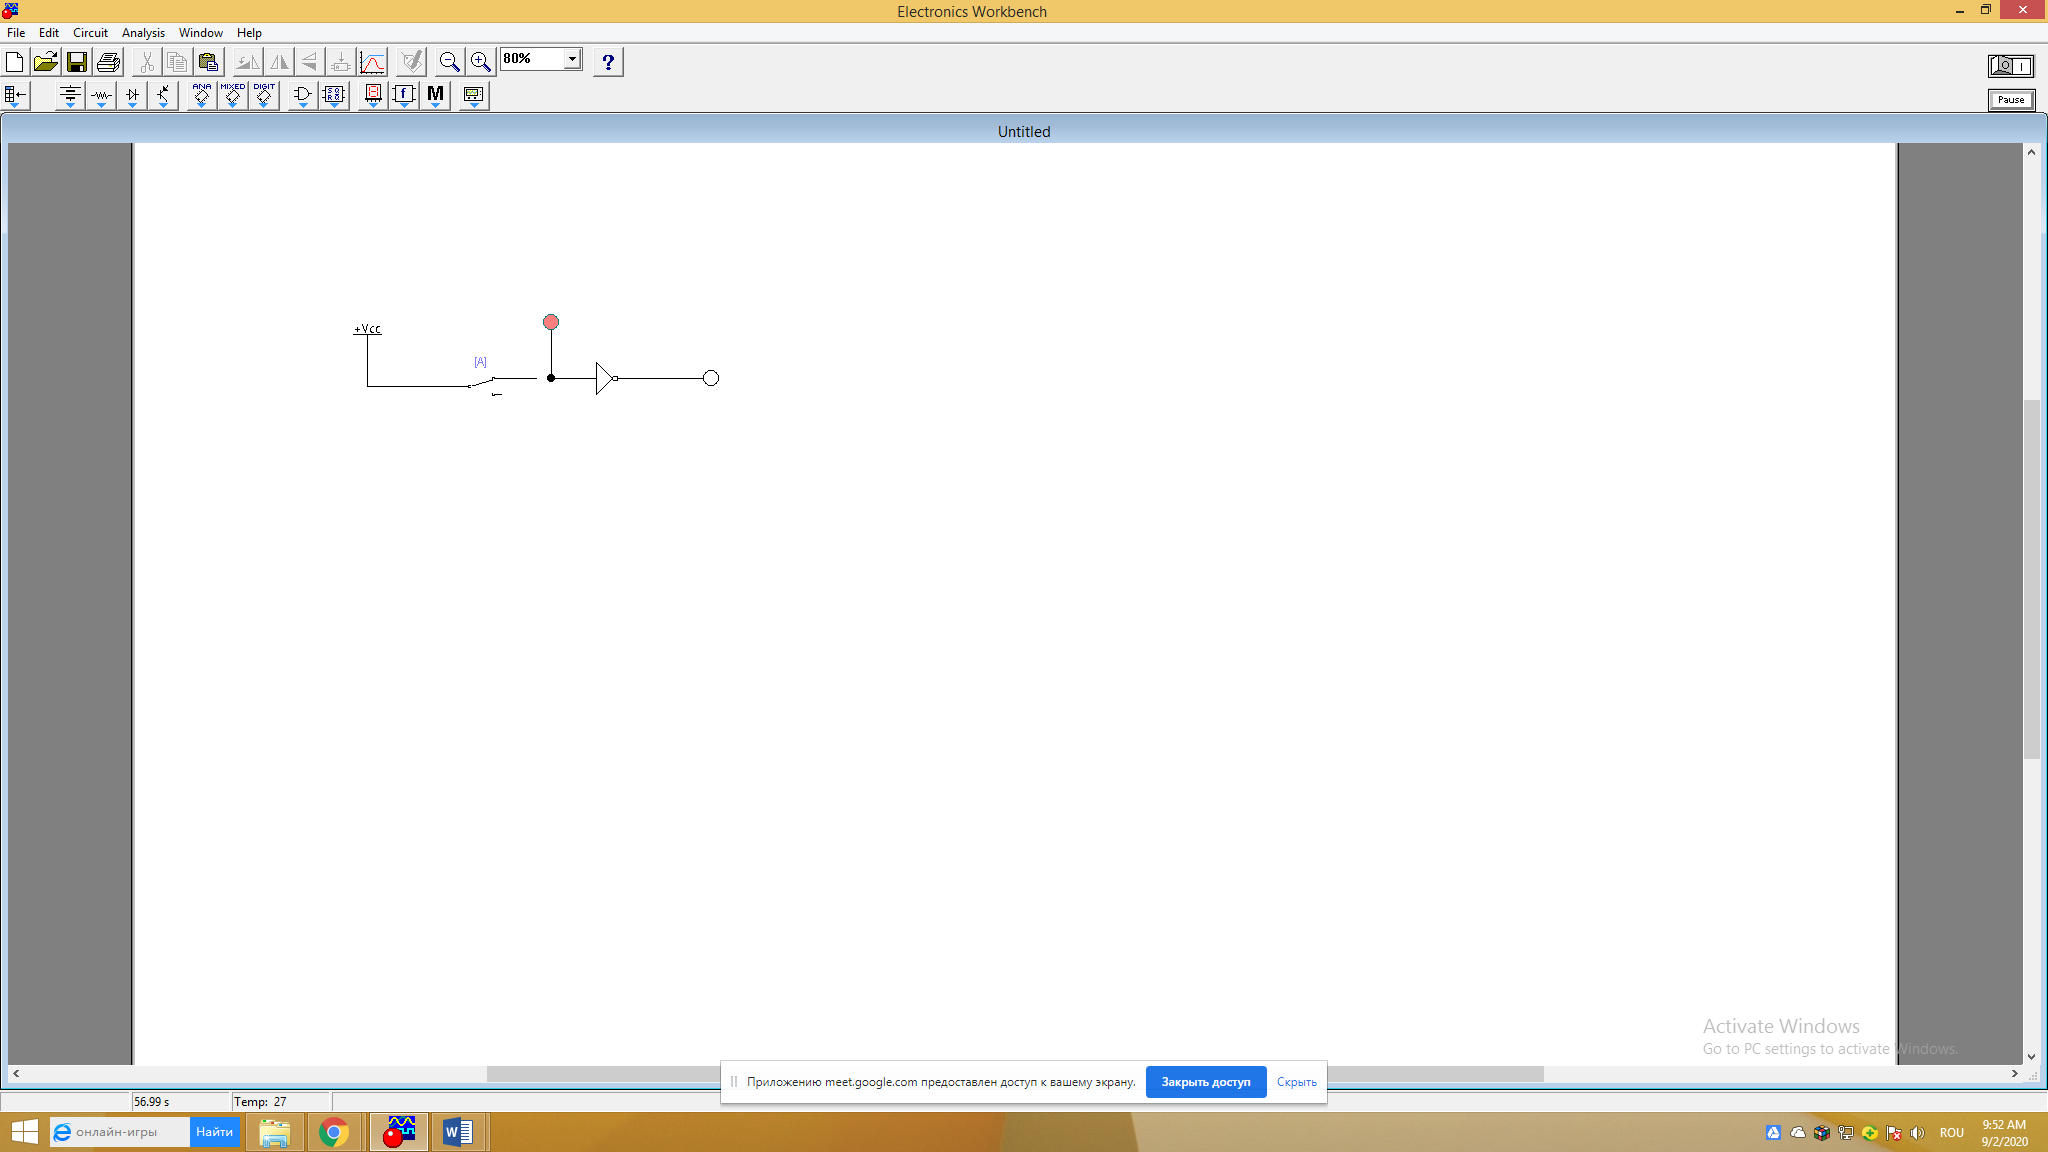 Electronics Workbench
File Edit Circuit Analysis Window Help
80%
?
ANA MIXED DIGIT
f M
Pause
Untitled
+Vcc
[A]
Activate Windows
Go to PC settings to activate Windows.
Приложению meet.google.com предоставлен доступ к вашему экрану. Закрыть доступ Скрыть
56.99 s Temp: 27
онлайн-игры Найти
ROU
9:52 AM
9/2/2020